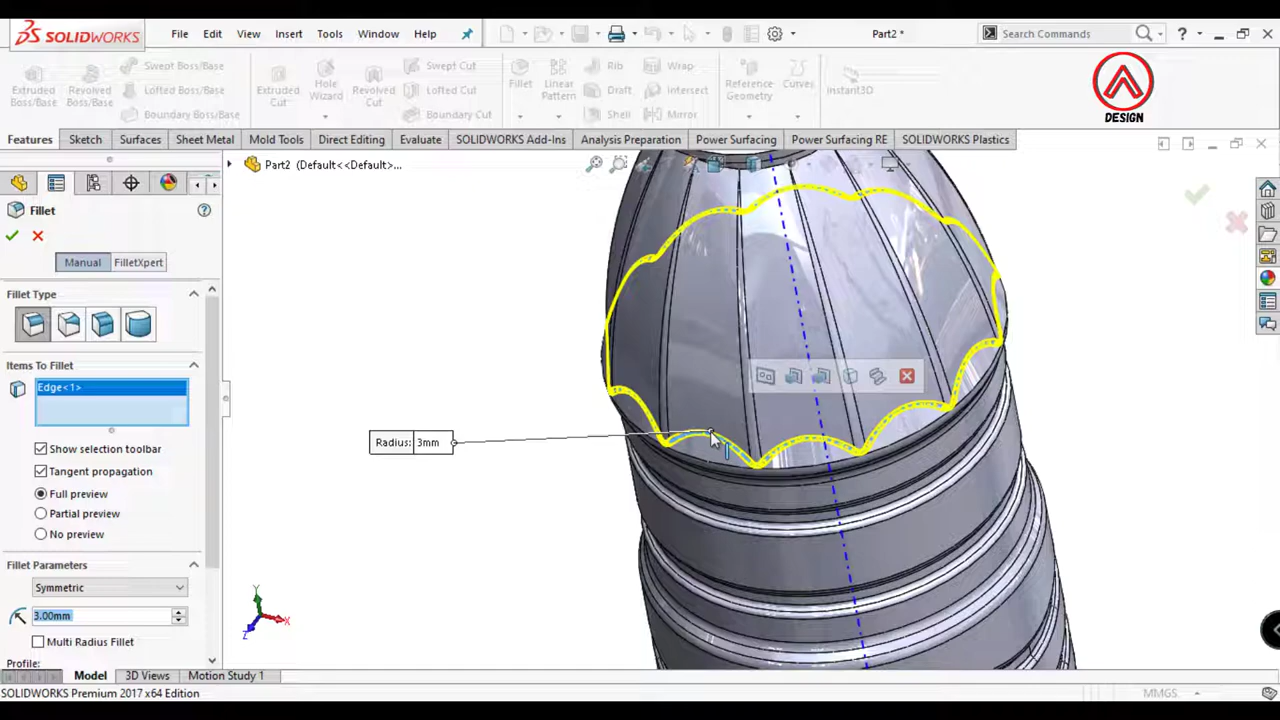 SOLIDWORKS File Edit View Insert Tools Window Help Part2 * Search Commands ?
Extruded Boss/Base
Revolved Boss/Base
Swept Boss/Base
Lofted Boss/Base
Boundary Boss/Base
Extruded Cut
Hole Wizard
Revolved Cut
Swept Cut
Lofted Cut
Boundary Cut
Fillet
Linear Pattern
Rib
Draft
Shell
Wrap
Intersect
Mirror
Reference Geometry
Curves
Instant3D
DESIGN
Features Sketch Surfaces Sheet Metal Mold Tools Direct Editing Evaluate SOLIDWORKS Add-Ins Analysis Preparation Power Surfacing Power Surfacing RE SOLIDWORKS Plastics
Part2 (Default<<Default>...
Fillet
Manual FilletXpert
Fillet Type
Items To Fillet
Edge<1>
Show selection toolbar
Tangent propagation
Full preview
Partial preview
No preview
Fillet Parameters
Symmetric
3.00mm
Multi Radius Fillet
Profile:
Radius: 3mm
Y
X
Z
Model 3D Views Motion Study 1
SOLIDWORKS Premium 2017 x64 Edition MMGS